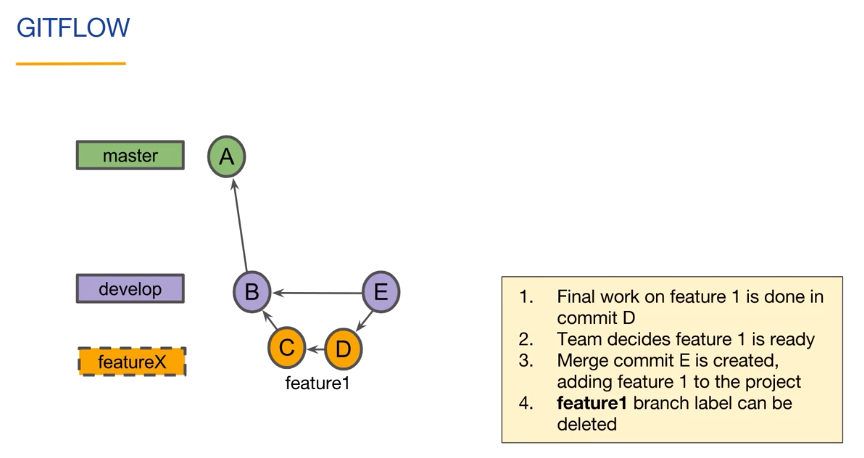 GITFLOW
master
A
develop
B
E
featureX
C
D
feature1
1. Final work on feature 1 is done in
commit D
2. Team decides feature 1 is ready
3. Merge commit E is created,
adding feature 1 to the project
4. feature1 branch label can be
deleted